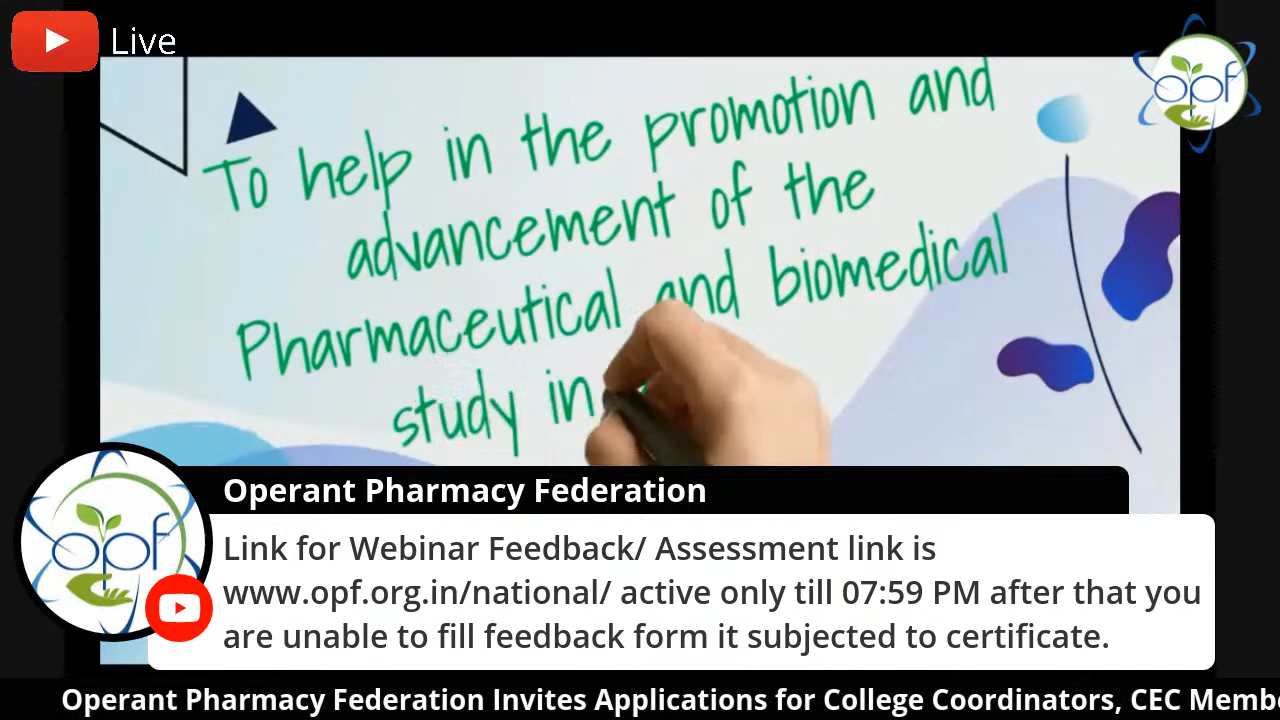 Live
opf
To help in the promotion and
advancement of the
Pharmaceutical and biomedical
study in
Operant Pharmacy Federation
opf
Link for Webinar Feedback/ Assessment link is
www.opf.org.in/national/ active only till 07:59 PM after that you
are unable to fill feedback form it subjected to certificate.
Operant Pharmacy Federation Invites Applications for College Coordinators, CEC Membe